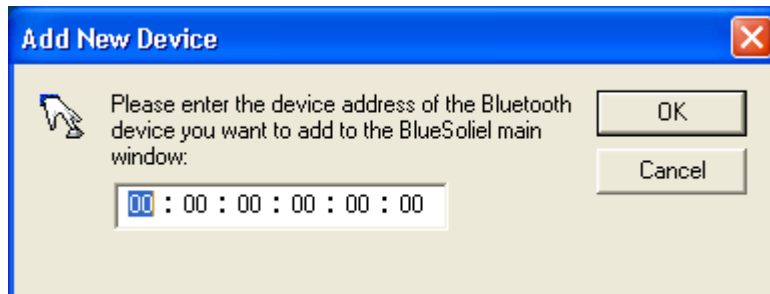 Add New Device
Please enter the device address of the Bluetooth
device you want to add to the BlueSoliel main
window:
00 : 00 : 00 : 00 : 00 : 00
OK
Cancel